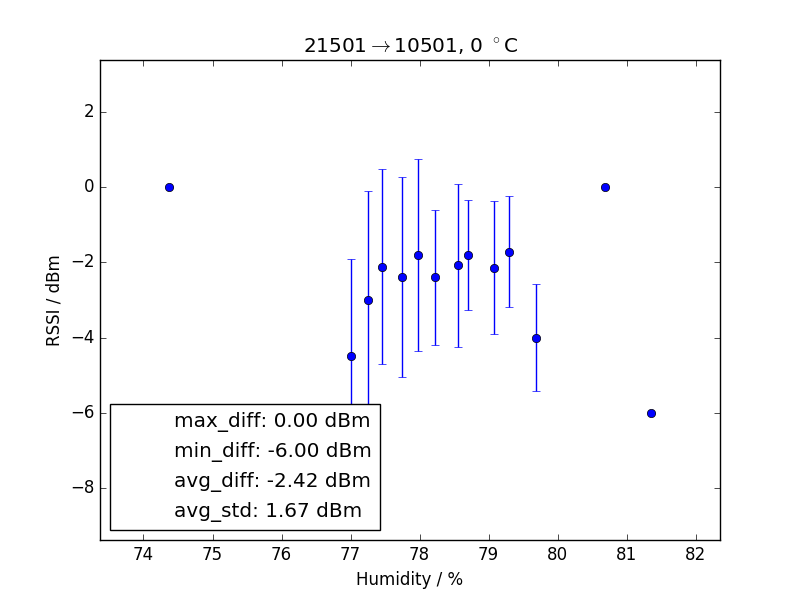 21501→10501, 0 °C
2
0
−2
−4
−6
−8
RSSI / dBm
max_diff: 0.00 dBm
min_diff: -6.00 dBm
avg_diff: -2.42 dBm
avg_std: 1.67 dBm
74 75 76 77 78 79 80 81 82
Humidity / %